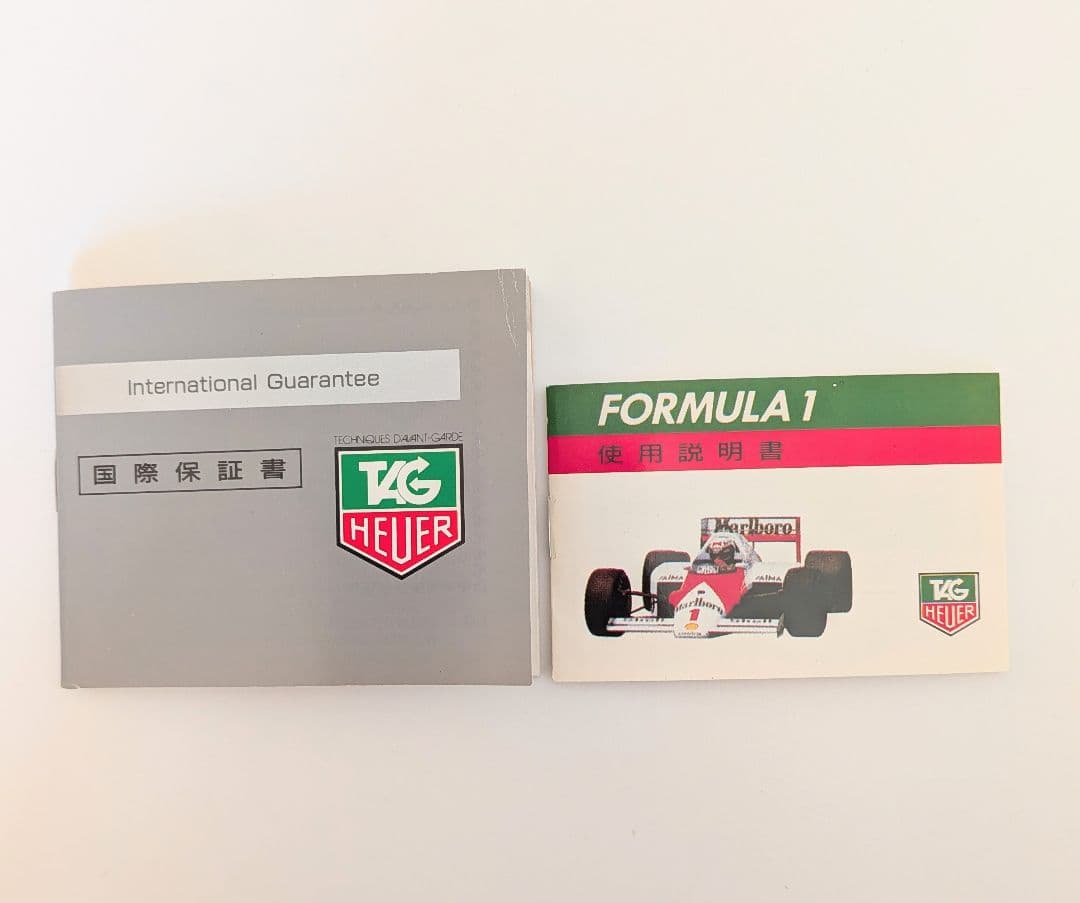 International Guarantee
国際保証書
TECHNIQUES D'AVANT-GARDE
TAG
HEUER
FORMULA 1
使用説明書
Marlboro
Marlboro
1
TAG
HEUER